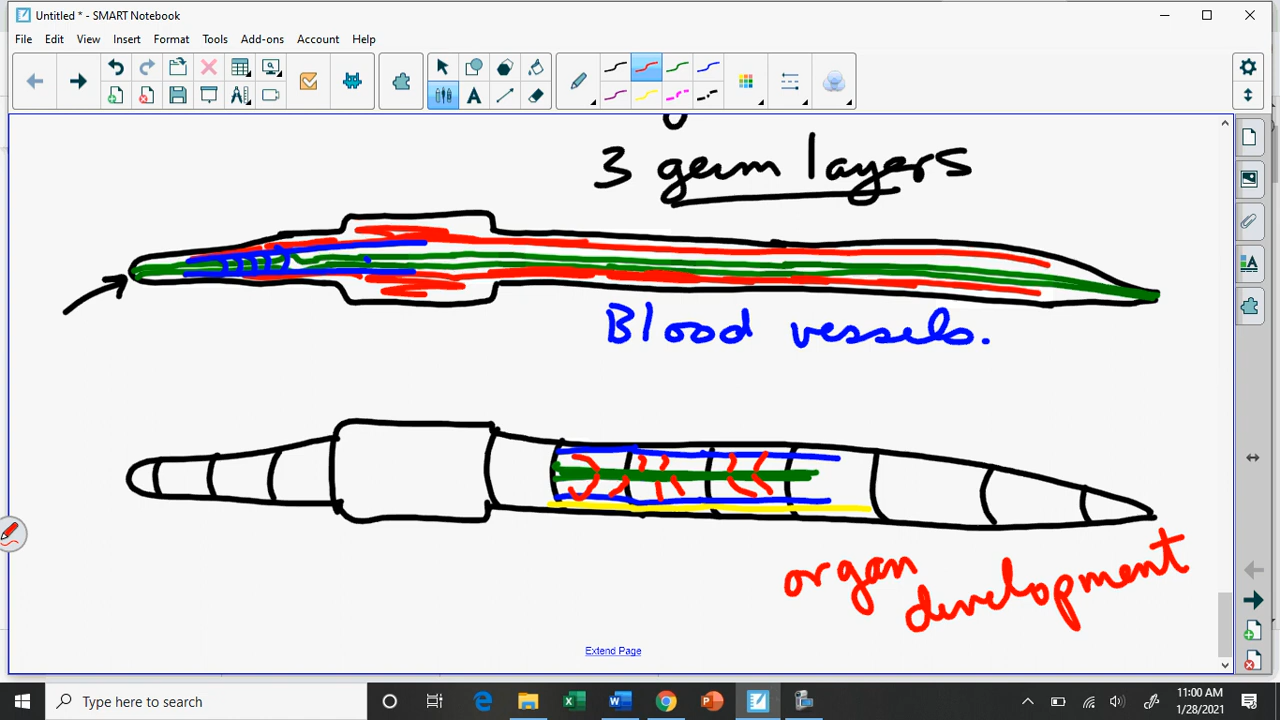 Untitled * - SMART Notebook
File Edit View Insert Format Tools Add-ons Account Help
3 germ layers
Blood vessels.
organ
development
Extend Page
Type here to search
11:00 AM
1/28/2021